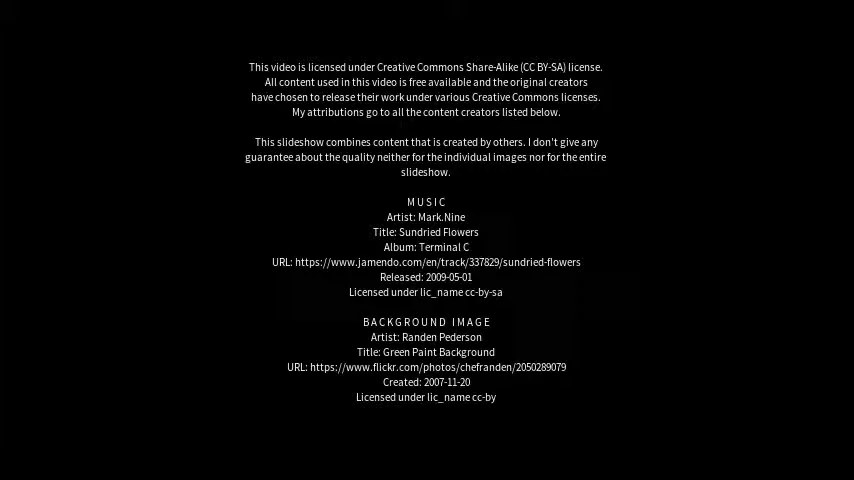 This video is licensed under Creative Commons Share-Alike (CC BY-SA) license.
All content used in this video is free available and the original creators
have chosen to release their work under various Creative Commons licenses.
My attributions go to all the content creators listed below.
This slideshow combines content that is created by others. I don't give any
guarantee about the quality neither for the individual images nor for the entire
slideshow.
MUSIC
Artist: Mark.Nine
Title: Sundried Flowers
Album: Terminal C
URL: https://www.jamendo.com/en/track/337829/sundried-flowers
Released: 2009-05-01
Licensed under lic_name cc-by-sa
BACKGROUND IMAGE
Artist: Randen Pederson
Title: Green Paint Background
URL: https://www.flickr.com/photos/chefranden/2050289079
Created: 2007-11-20
Licensed under lic_name cc-by